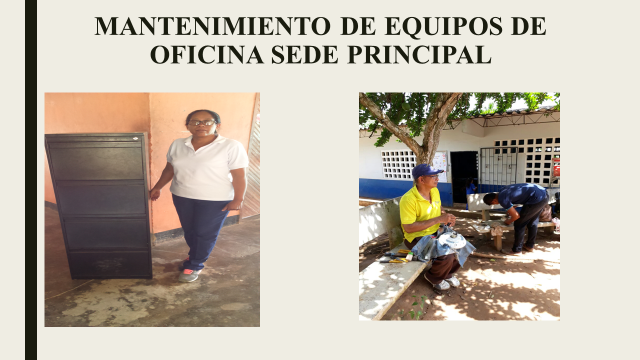 MANTENIMIENTO DE EQUIPOS DE
OFICINA SEDE PRINCIPAL